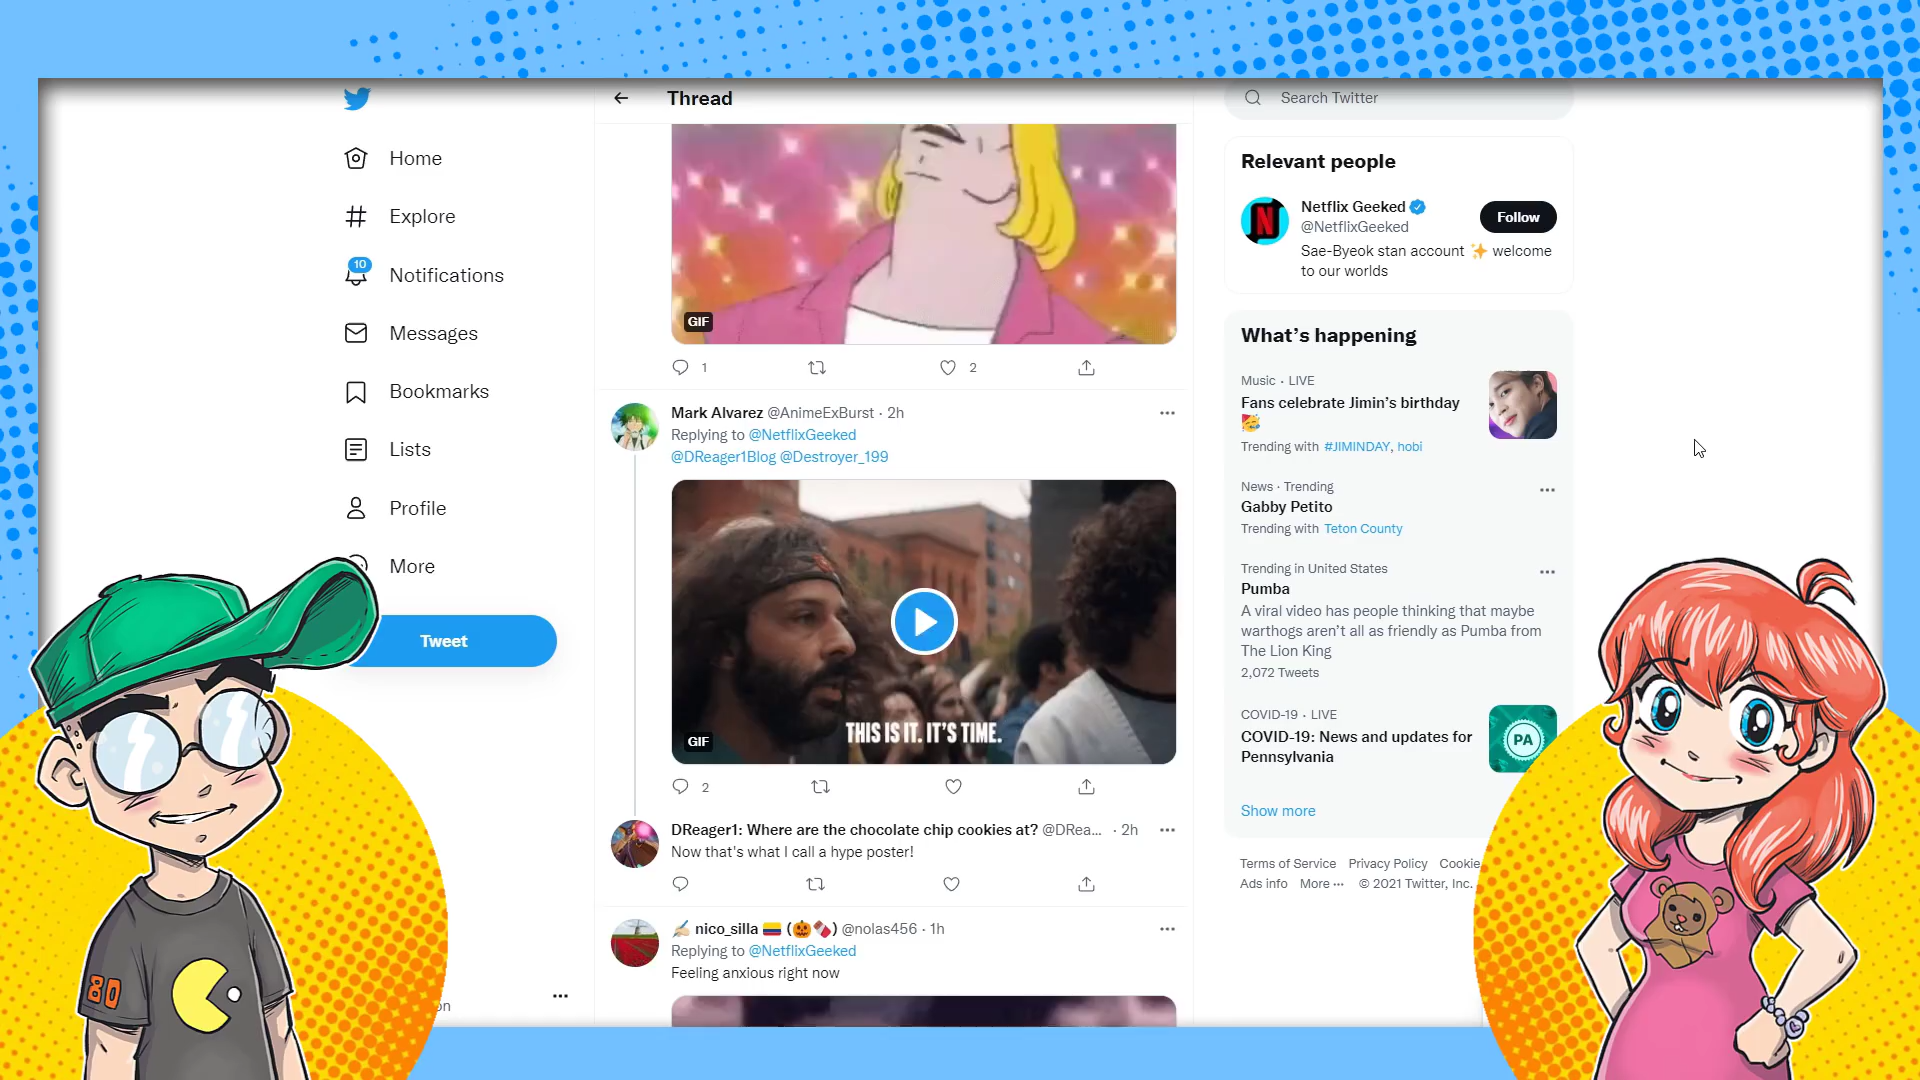 Thread
Search Twitter
Home
Explore
10
Notifications
Messages
Bookmarks
Lists
Profile
More
Tweet
GIF
1
2
Mark Alvarez @AnimeExBurst · 2h
Replying to @NetflixGeeked
@DReager1Blog @Destroyer_199
THIS IS IT. IT'S TIME.
GIF
2
DReager1: Where are the chocolate chip cookies at? @DRea... · 2h
Now that's what I call a hype poster!
nico_silla 🇨🇴 (🎃🍫) @nolas456 · 1h
Replying to @NetflixGeeked
Feeling anxious right now
Relevant people
N
Netflix Geeked
@NetflixGeeked
Follow
Sae-Byeok stan account ✨ welcome
to our worlds
What's happening
Music · LIVE
Fans celebrate Jimin's birthday
🥳
Trending with #JIMINDAY, hobi
News · Trending
Gabby Petito
Trending with Teton County
Trending in United States
Pumba
A viral video has people thinking that maybe
warthogs aren't all as friendly as Pumba from
The Lion King
2,072 Tweets
COVID-19 · LIVE
COVID-19: News and updates for
Pennsylvania
PA
Show more
Terms of Service Privacy Policy Cookie
Ads info More ··· © 2021 Twitter, Inc.
80
on